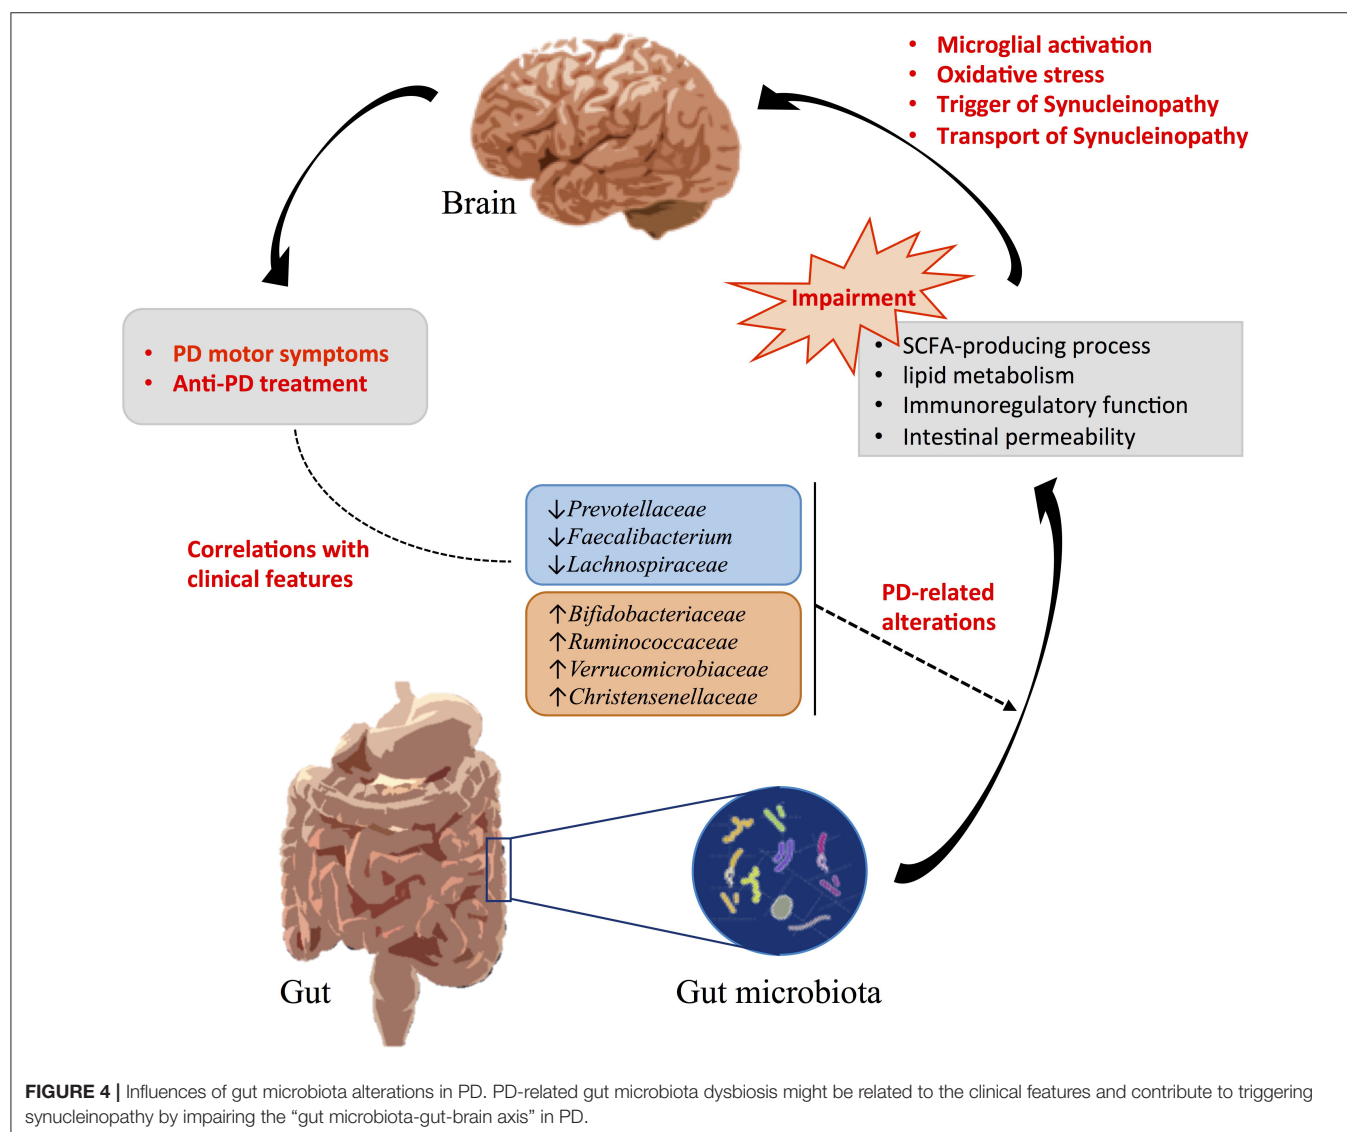 • Microglial activation
• Oxidative stress
• Trigger of Synucleinopathy
• Transport of Synucleinopathy
Brain
Impairment
• SCFA-producing process
• lipid metabolism
• Immunoregulatory function
• Intestinal permeability
• PD motor symptoms
• Anti-PD treatment
Correlations with
clinical features
↓Prevotellaceae
↓Faecalibacterium
↓Lachnospiraceae
↑Bifidobacteriaceae
↑Ruminococcaceae
↑Verrucomicrobiaceae
↑Christensenellaceae
PD-related
alterations
Gut
Gut microbiota
FIGURE 4 | Influences of gut microbiota alterations in PD. PD-related gut microbiota dysbiosis might be related to the clinical features and contribute to triggering
synucleinopathy by impairing the “gut microbiota-gut-brain axis” in PD.